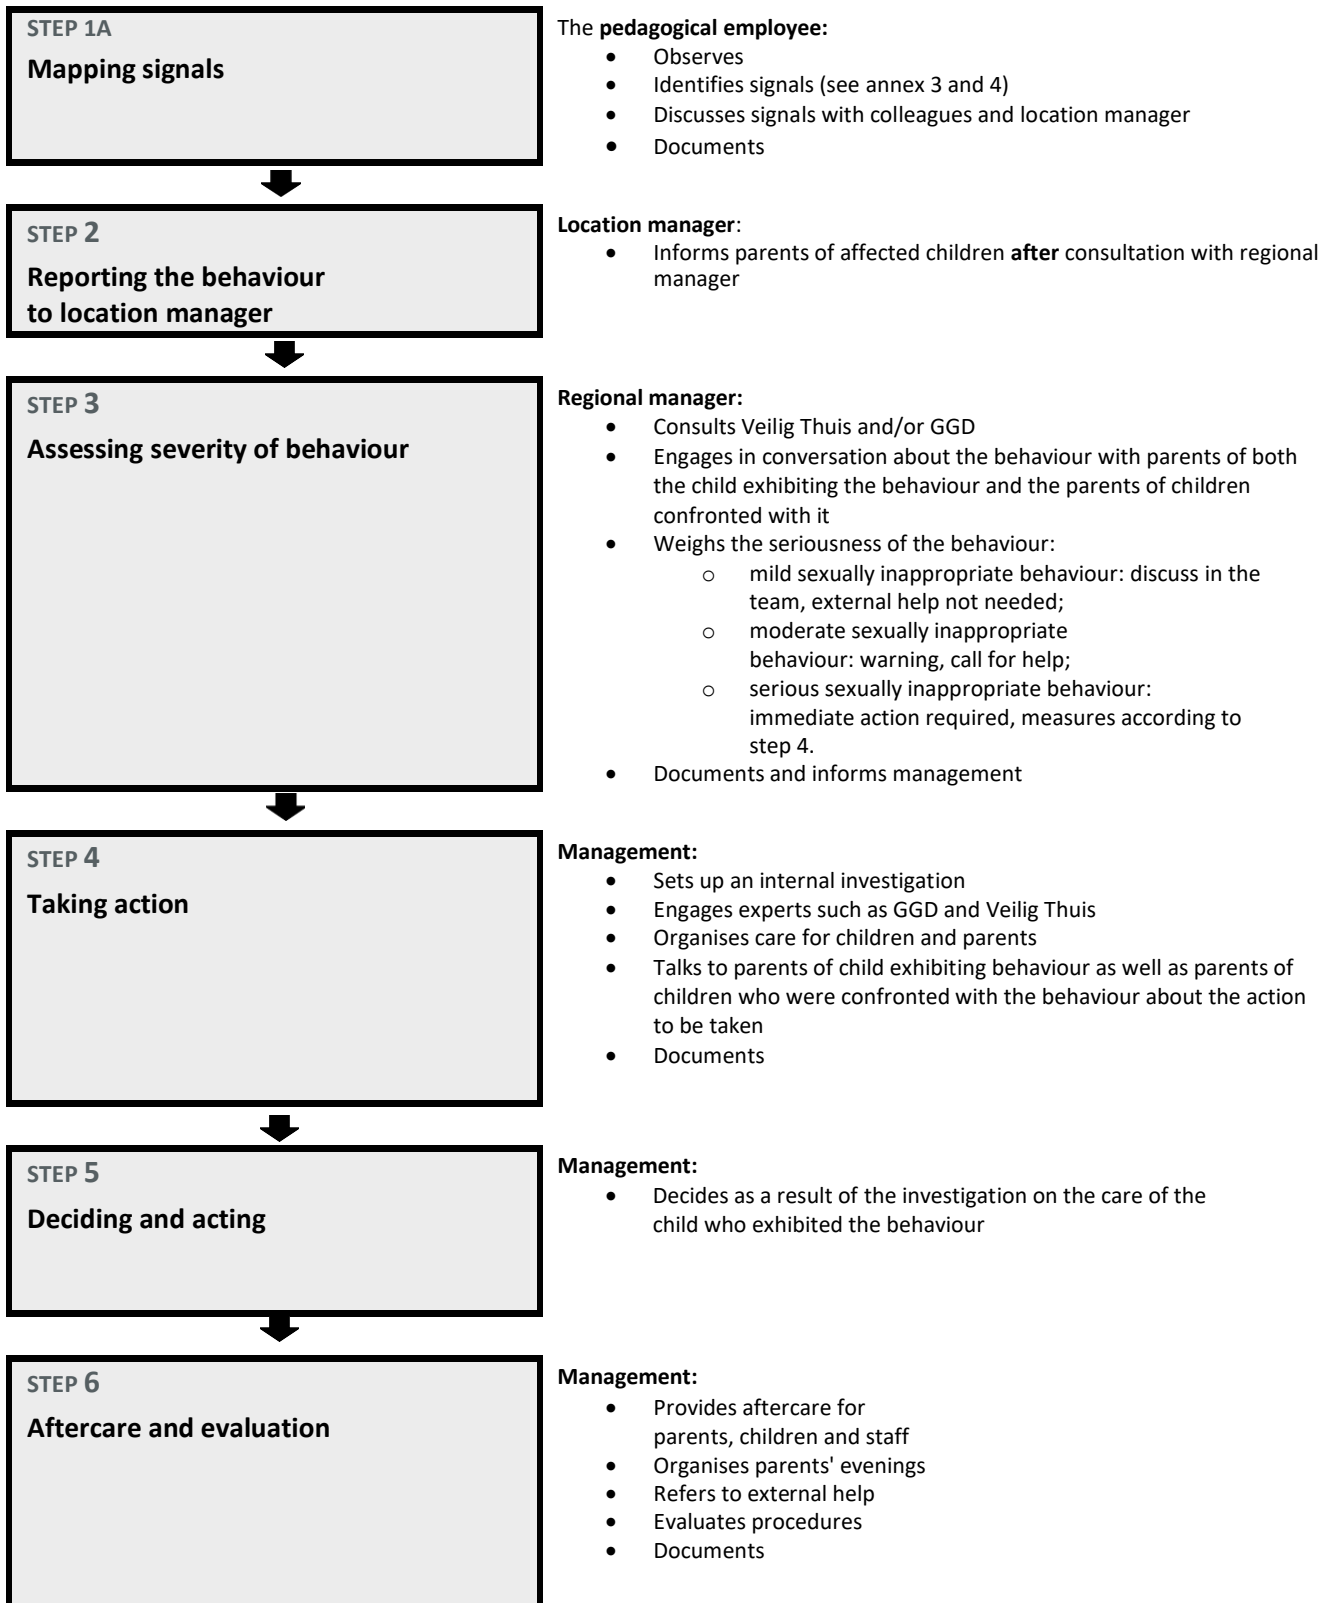 STEP 1A
Mapping signals
The pedagogical employee:
• Observes
• Identifies signals (see annex 3 and 4)
• Discusses signals with colleagues and location manager
• Documents
STEP 2
Reporting the behaviour
to location manager
Location manager:
• Informs parents of affected children after consultation with regional
manager
STEP 3
Assessing severity of behaviour
Regional manager:
• Consults Veilig Thuis and/or GGD
• Engages in conversation about the behaviour with parents of both
the child exhibiting the behaviour and the parents of children
confronted with it
• Weighs the seriousness of the behaviour:
o mild sexually inappropriate behaviour: discuss in the
team, external help not needed;
o moderate sexually inappropriate
behaviour: warning, call for help;
o serious sexually inappropriate behaviour:
immediate action required, measures according to
step 4.
• Documents and informs management
STEP 4
Taking action
Management:
• Sets up an internal investigation
• Engages experts such as GGD and Veilig Thuis
• Organises care for children and parents
• Talks to parents of child exhibiting behaviour as well as parents of
children who were confronted with the behaviour about the action
to be taken
• Documents
STEP 5
Deciding and acting
Management:
• Decides as a result of the investigation on the care of the
child who exhibited the behaviour
STEP 6
Aftercare and evaluation
Management:
• Provides aftercare for
parents, children and staff
• Organises parents' evenings
• Refers to external help
• Evaluates procedures
• Documents